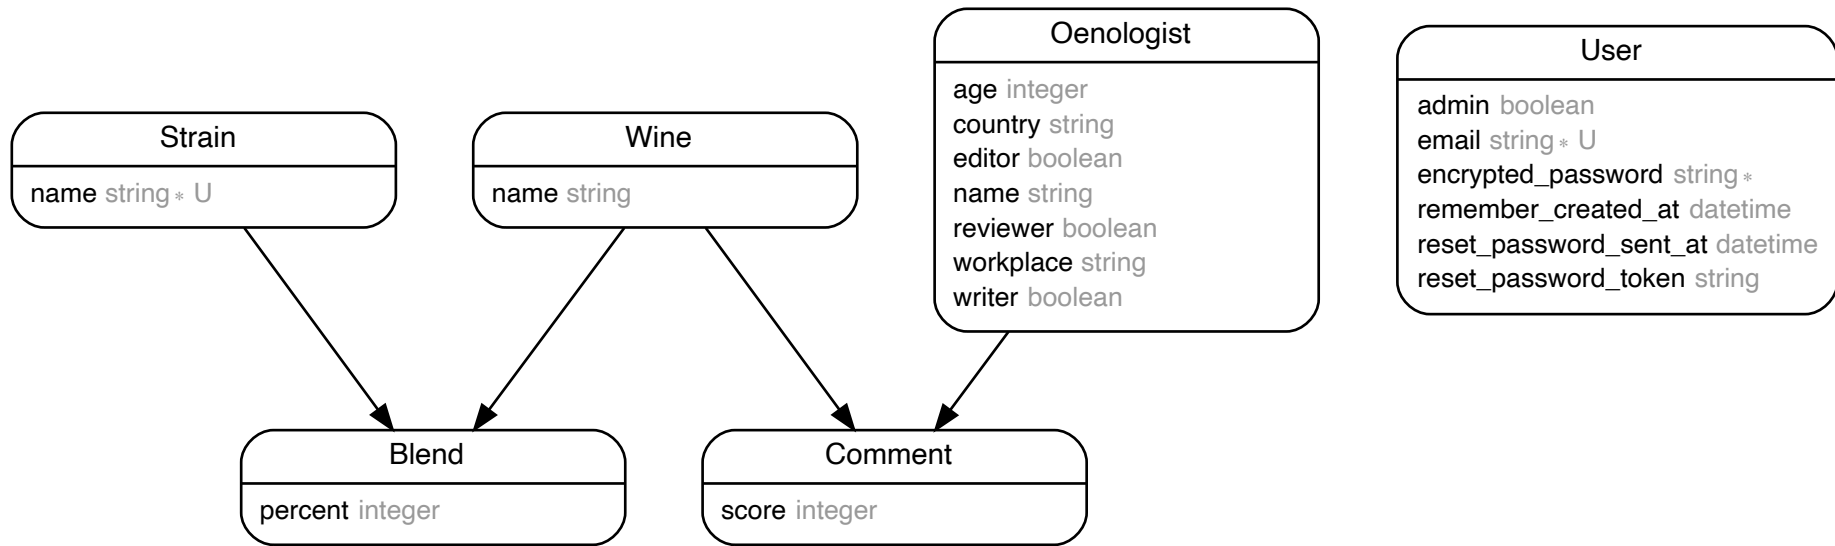 Strain
name string* U
Wine
name string
Oenologist
age integer
country string
editor boolean
name string
reviewer boolean
workplace string
writer boolean
User
admin boolean
email string* U
encrypted_password string*
remember_created_at datetime
reset_password_sent_at datetime
reset_password_token string
Blend
percent integer
Comment
score integer